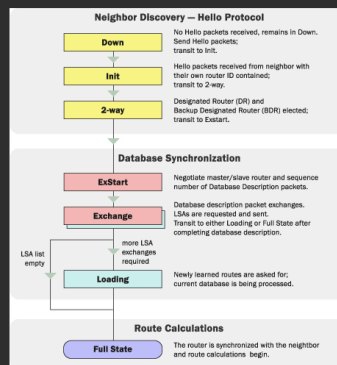 Neighbor Discovery — Hello Protocol
Down
No Hello packets received, remains in Down.
Send Hello packets;
transit to Init.
Init
Hello packets received from neighbor with
their own router ID contained;
transit to 2-way.
2-way
Designated Router (DR) and
Backup Designated Router (BDR) elected;
transit to Exstart.
Database Synchronization
ExStart
Negotiate master/slave router and sequence
number of Database Description packets.
Exchange
Database description packet exchanges.
LSAs are requested and sent.
Transit to either Loading or Full State after
completing database description.
LSA list
empty
more LSA
exchanges
required
Loading
Newly learned routes are asked for;
current database is being processed.
Route Calculations
Full State
The router is synchronized with the neighbor
and route calculations begin.